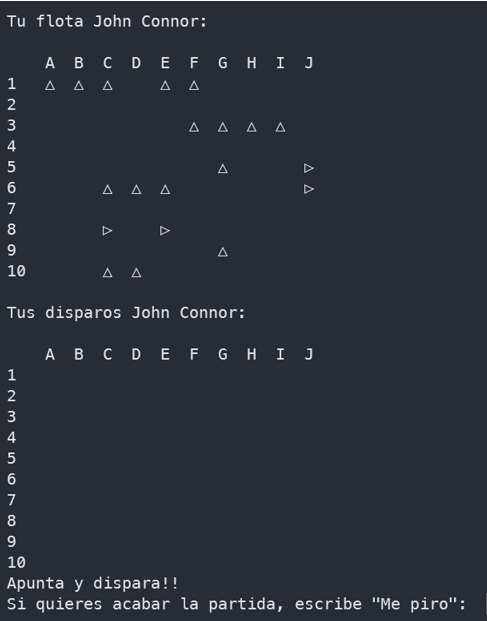 Tu flota John Connor:
A B C D E F G H I J
1 △ △ △ △ △
2
3 △ △ △ △
4
5 △ ▷
6 △ △ △ ▷
7
8 ▷ ▷
9 △
10 △ △
Tus disparos John Connor:
A B C D E F G H I J
1
2
3
4
5
6
7
8
9
10
Apunta y dispara!!
Si quieres acabar la partida, escribe "Me piro":